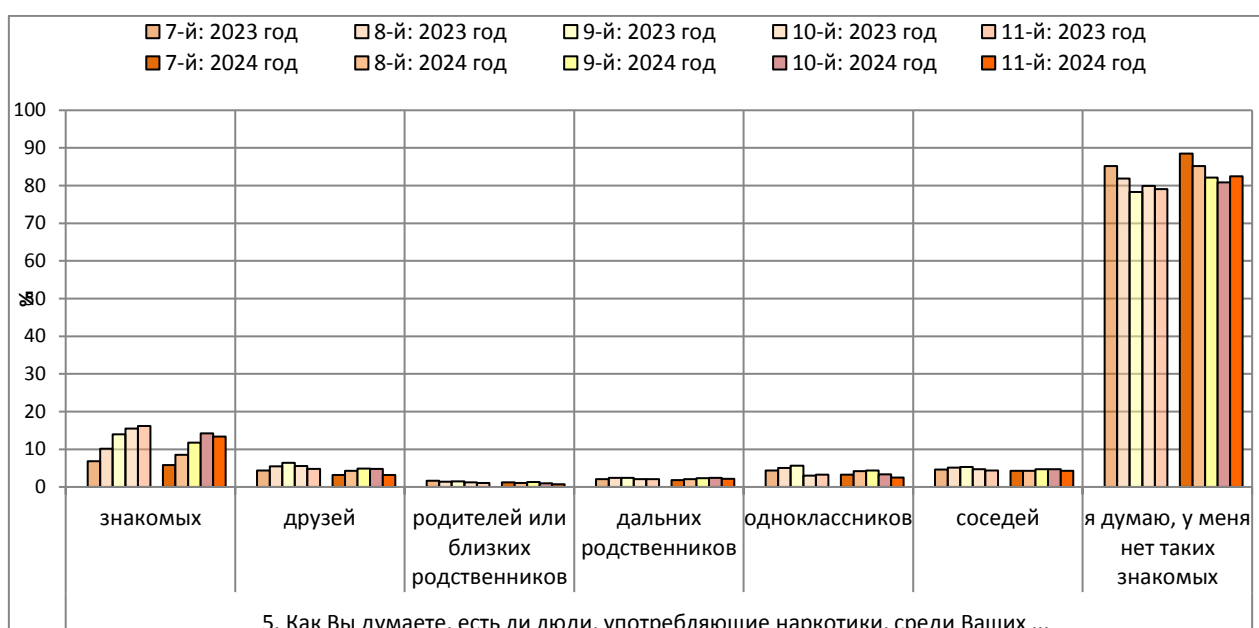 7-й: 2023 год 8-й: 2023 год 9-й: 2023 год 10-й: 2023 год 11-й: 2023 год
7-й: 2024 год 8-й: 2024 год 9-й: 2024 год 10-й: 2024 год 11-й: 2024 год
100
90
80
70
60
50
%
40
30
20
10
0
знакомых
друзей
родителей или
близких
родственников
дальних
родственников
одноклассников
соседей
я думаю, у меня
нет таких
знакомых
5. Как Вы думаете, есть ли люди, употребляющие наркотики, среди Ваших ...